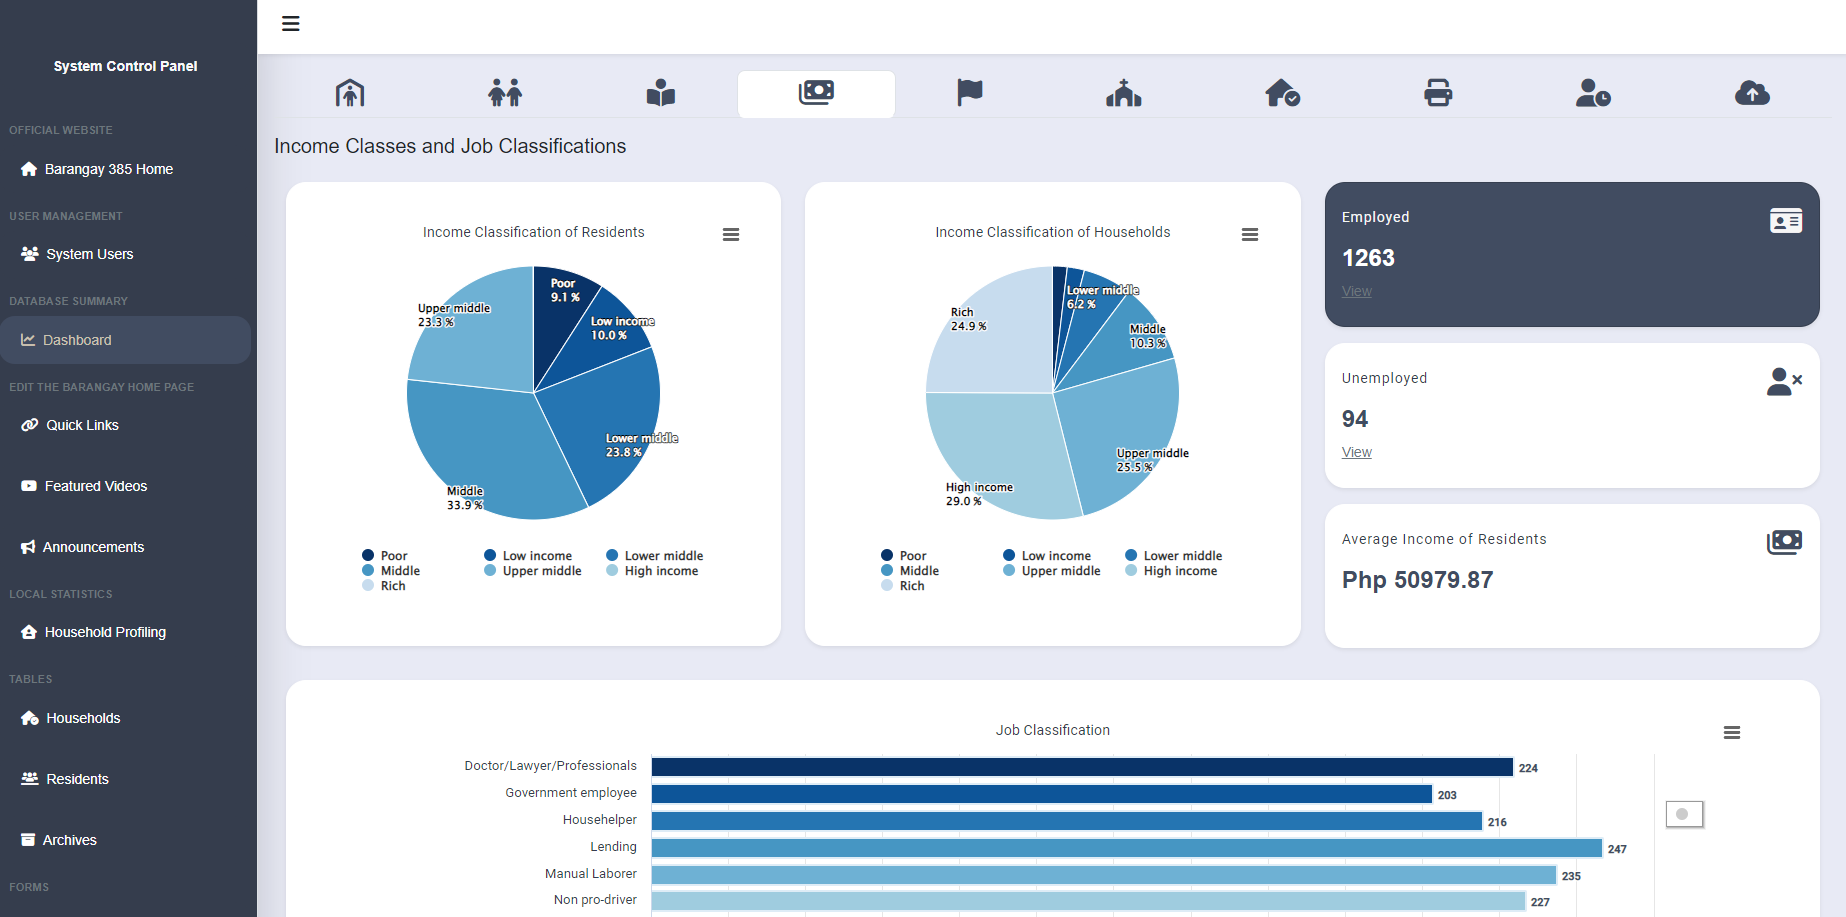 System Control Panel
OFFICIAL WEBSITE
Barangay 385 Home
USER MANAGEMENT
System Users
DATABASE SUMMARY
Dashboard
EDIT THE BARANGAY HOME PAGE
Quick Links
Featured Videos
Announcements
LOCAL STATISTICS
Household Profiling
TABLES
Households
Residents
Archives
FORMS
Income Classes and Job Classifications
Income Classification of Residents
Poor
9.1 %
Low income
10.0 %
Lower middle
23.8 %
Middle
33.9 %
Upper middle
23.3 %
Poor
Low income
Lower middle
Middle
Upper middle
High income
Rich
Income Classification of Households
Lower middle
6.2 %
Middle
10.3 %
Upper middle
25.5 %
High income
29.0 %
Rich
24.9 %
Poor
Low income
Lower middle
Middle
Upper middle
High income
Rich
Employed
1263
View
Unemployed
94
View
Average Income of Residents
Php 50979.87
Job Classification
Doctor/Lawyer/Professionals 224
Government employee 203
Househelper 216
Lending 247
Manual Laborer 235
Non pro-driver 227